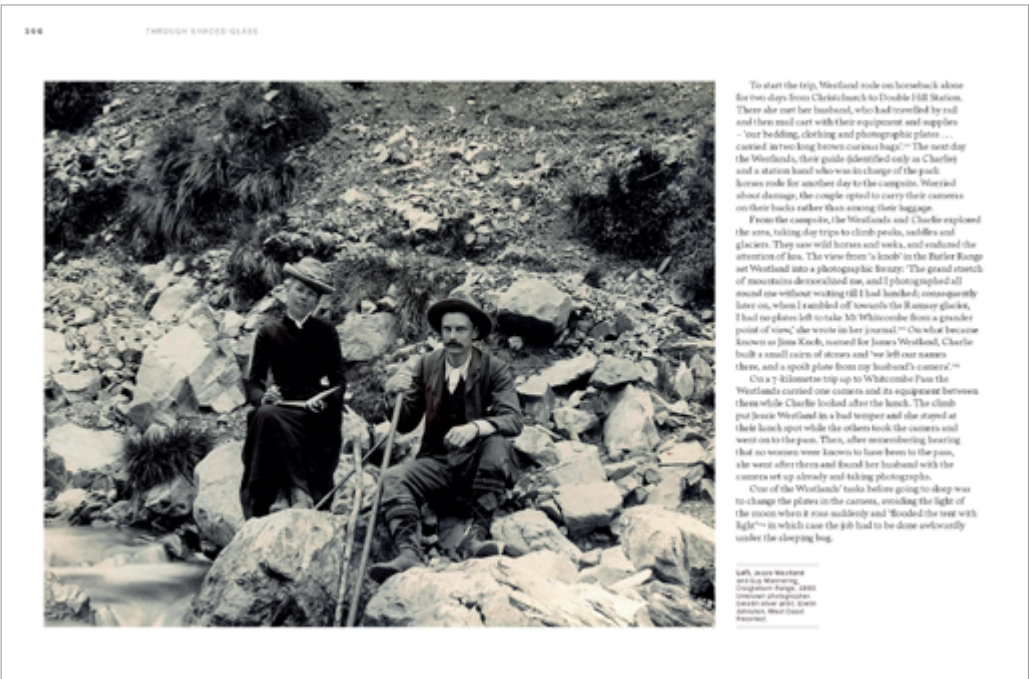 306
THROUGH SHADED GLASS
To start the trip, Westland rode on horseback alone
for two days from Christchurch to Double Hill Station.
There she met her husband, who had travelled by rail
and then mail cart with their equipment and supplies
– 'our bedding, clothing and photographic plates . . .
carried in two long brown curious bags'. The next day
the Westlands, their guide (identified only as Charlie)
and a station hand who was in charge of the pack
horses rode for another day to the campsite. Worried
about damage, the couple opted to carry their cameras
on their backs rather than among their luggage.
From the campsite, the Westlands and Charlie explored
the area, taking day trips to climb peaks, saddles and
glaciers. They saw wild horses and weka, and endured the
attention of kea. The view from 'a knob' in the Butler Range
set Westland into a photographic frenzy: 'The grand stretch
of mountains demoralized me, and I photographed all
round me without waiting till I had lunched; consequently
later on, when I rambled off towards the Ramsay glacier,
I had no plates left to take Mt Whitcombe from a grander
point of view,' she wrote in her journal. On what became
known as Jims Knob, named for James Westland, Charlie
built a small cairn of stones and 'we left our names
there, and a spoilt plate from my husband's camera'.
On a 7-kilometre trip up to Whitcombe Pass the
Westlands carried one camera and its equipment between
them while Charlie looked after the lunch. The climb
put Jessie Westland in a bad temper and she stayed at
their lunch spot while the others took the camera and
went on to the pass. Then, after remembering hearing
that no women were known to have been to the pass,
she went after them and found her husband with the
camera set up already and taking photographs.
One of the Westlands' tasks before going to sleep was
to change the plates in the camera, avoiding the light of
the moon when it rose suddenly and 'flooded the tent with
light' in which case the job had to be done awkwardly
under the sleeping bag.
Left, Jessie Westland
and Guy Mannering,
Craigieburn Range,
Unknown photographer.
Gelatin silver print.
Johnston, West Coast
Recollect.